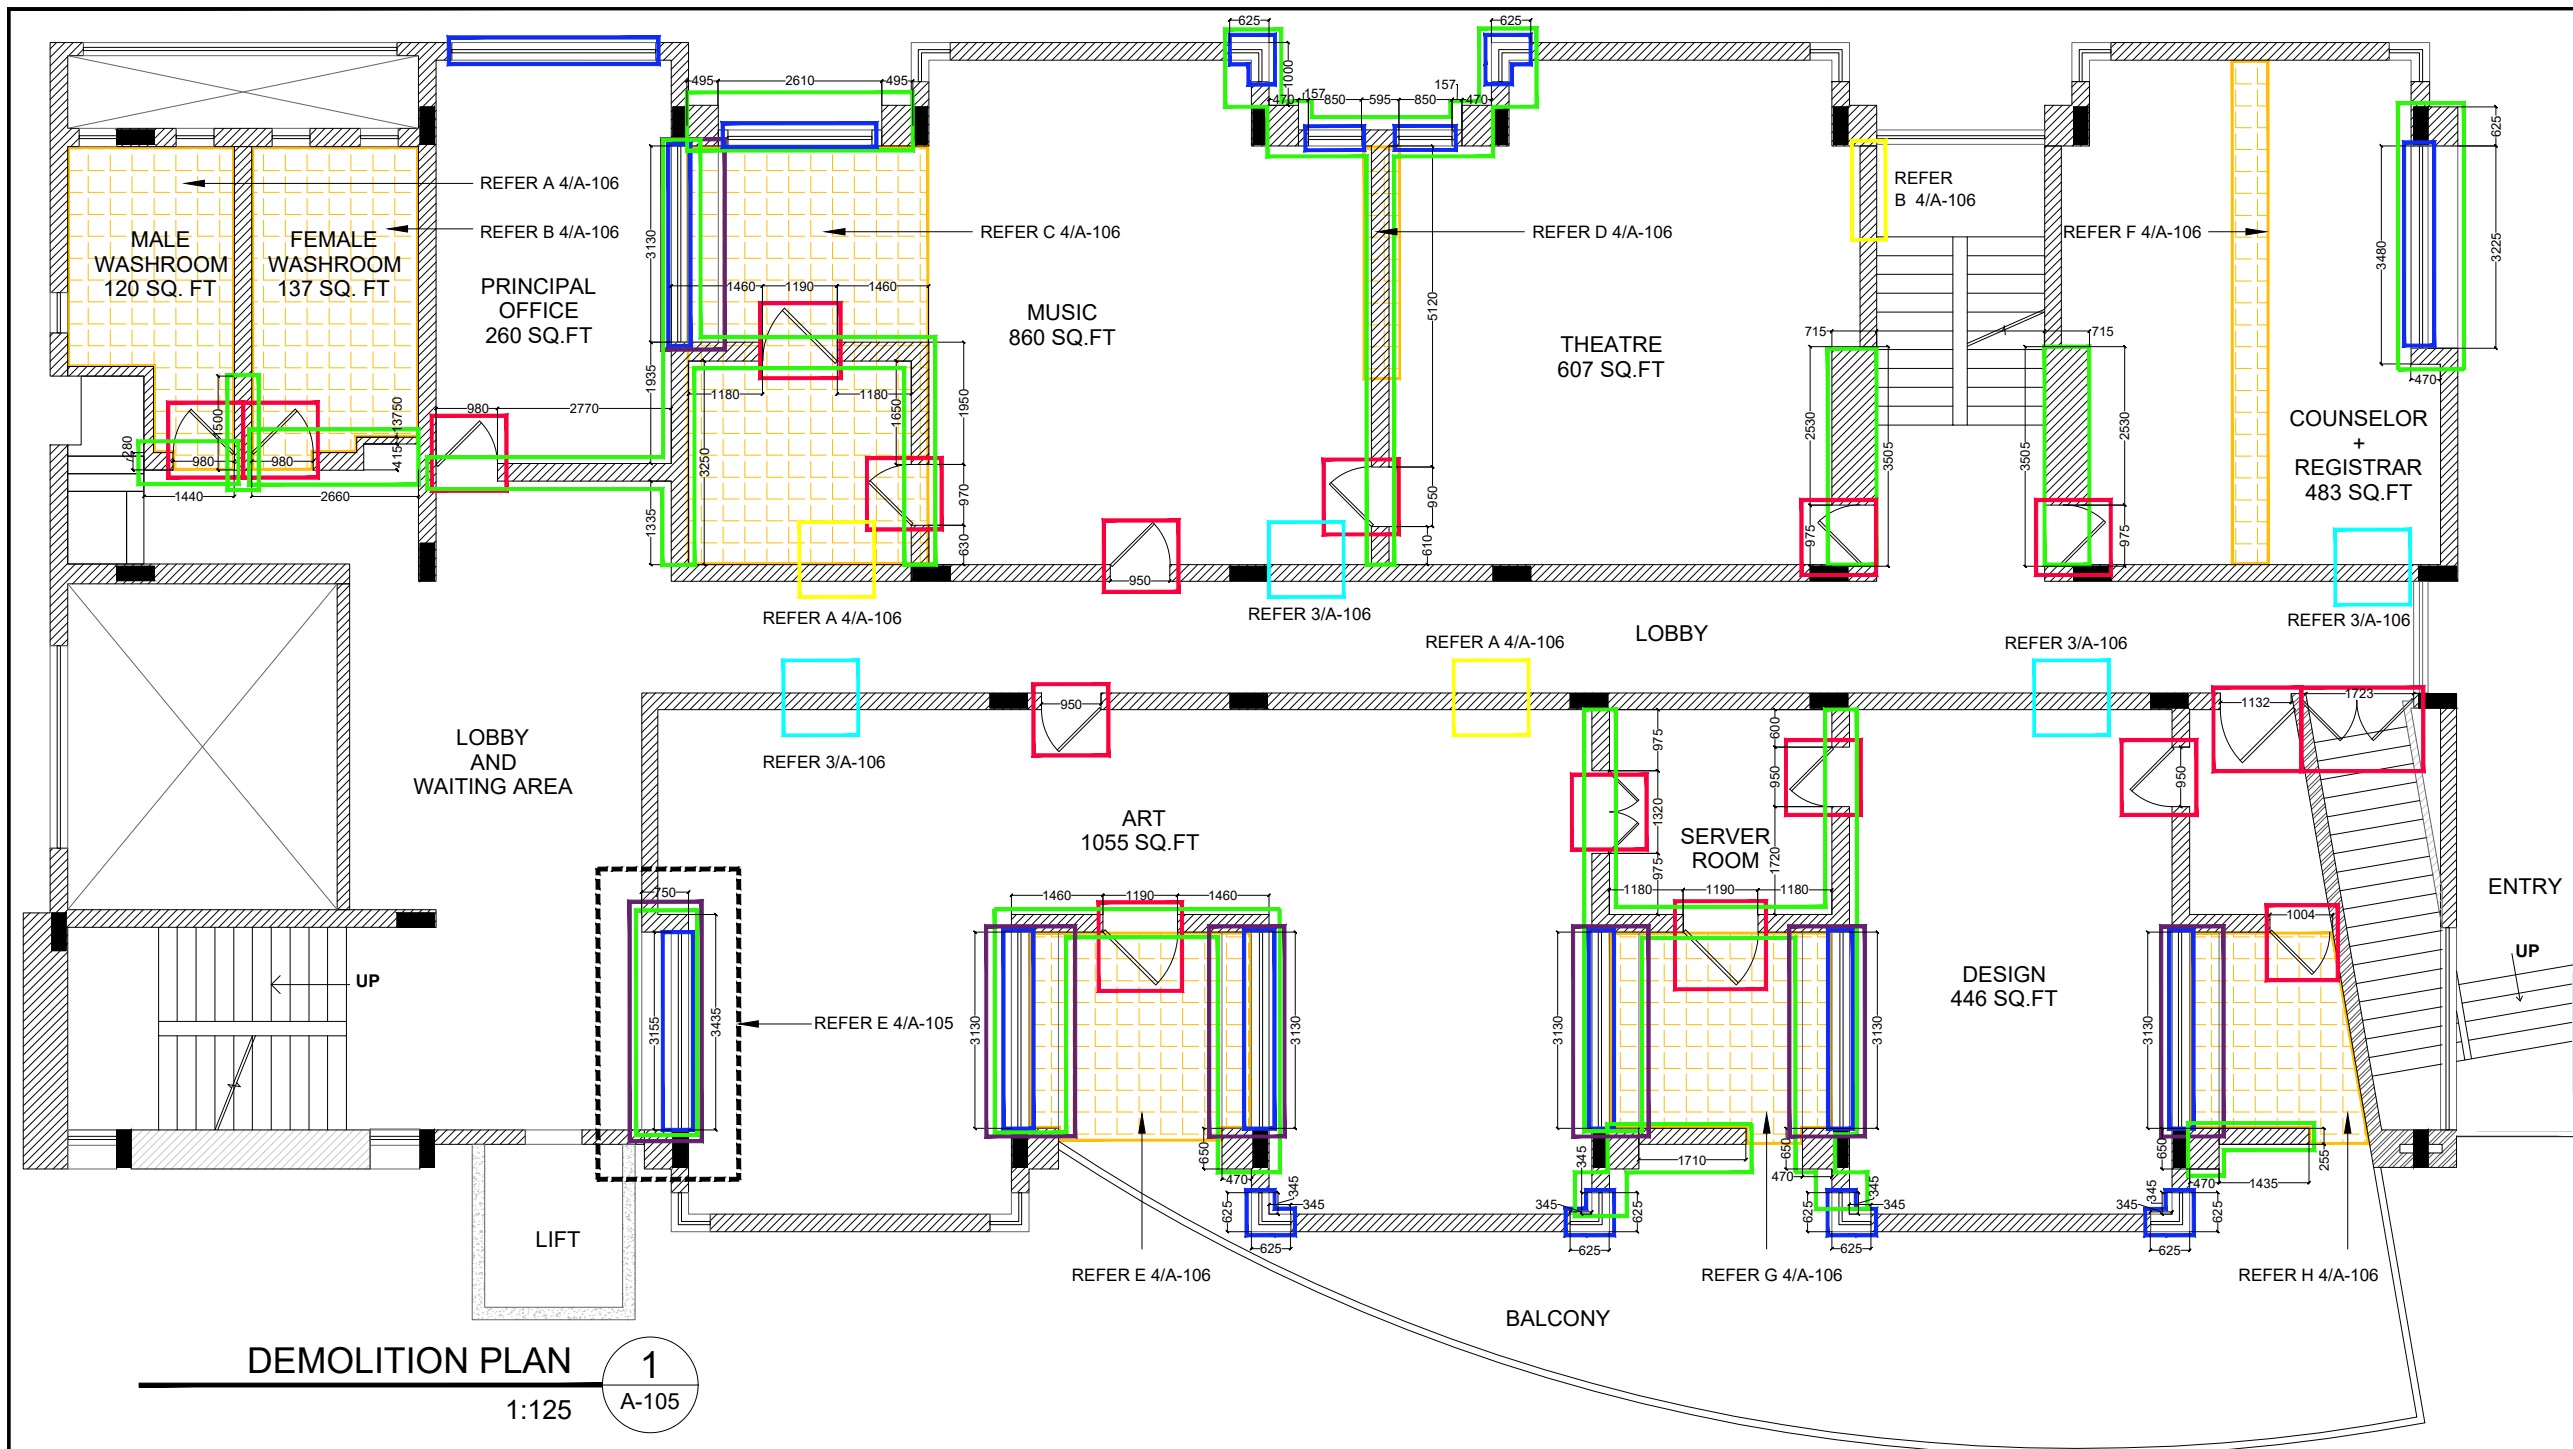 625
625
495
2610
495
1000
470
157
850
595
850
157
470
625
REFER A 4/A-106
REFER B 4/A-106
REFER C 4/A-106
REFER D 4/A-106
REFER
B 4/A-106
REFER F 4/A-106
MALE
WASHROOM
120 SQ. FT
FEMALE
WASHROOM
137 SQ. FT
PRINCIPAL
OFFICE
260 SQ.FT
3130
1460
1190
1460
MUSIC
860 SQ.FT
5120
THEATRE
607 SQ.FT
3480
3225
715
715
470
1935
1180
1180
1650
1950
980
2770
1500
3750
415
280
980
980
1440
2660
3250
970
1335
630
950
950
610
2530
3505
975
3505
2530
975
COUNSELOR
+
REGISTRAR
483 SQ.FT
REFER A 4/A-106
REFER 3/A-106
REFER A 4/A-106
LOBBY
REFER 3/A-106
REFER 3/A-106
950
1132
1723
975
600
LOBBY
AND
WAITING AREA
REFER 3/A-106
1320
950
950
ART
1055 SQ.FT
SERVER
ROOM
975
1720
750
1460
1190
1460
1180
1190
1180
1004
ENTRY
UP
3155
3435
REFER E 4/A-105
3130
3130
3130
3130
DESIGN
446 SQ.FT
3130
UP
650
470
345
1710
650
470
650
470
1435
255
345
345
625
625
345
625
625
345
345
625
625
345
345
625
625
LIFT
REFER E 4/A-106
REFER G 4/A-106
REFER H 4/A-106
BALCONY
DEMOLITION PLAN
1
A-105
1:125